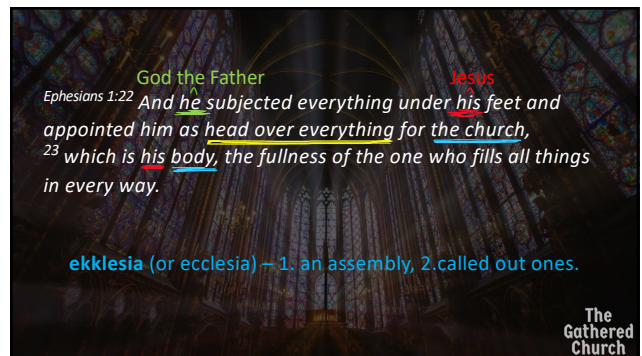 God the Father Jesus
Ephesians 1:22 And he subjected everything under his feet and
appointed him as head over everything for the church,
23 which is his body, the fullness of the one who fills all things
in every way.
ekklesia (or ecclesia) – 1. an assembly, 2.called out ones.
The
Gathered
Church